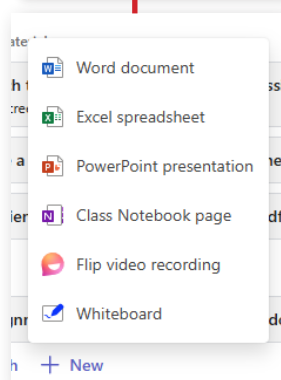 Word document
Excel spreadsheet
PowerPoint presentation
Class Notebook page
Flip video recording
Whiteboard
New